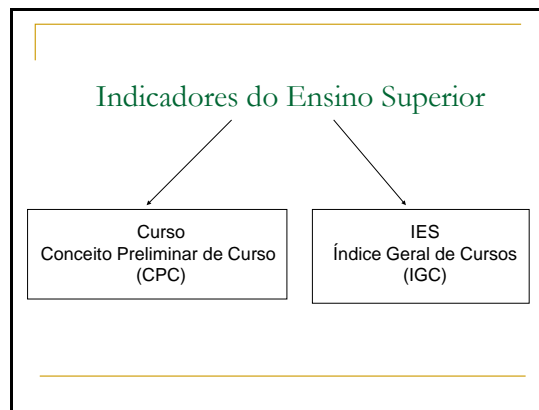 Indicadores do Ensino Superior
Curso
Conceito Preliminar de Curso
(CPC)
IES
Índice Geral de Cursos
(IGC)